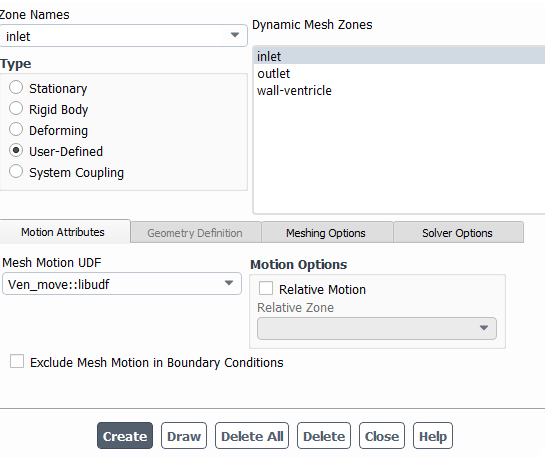 Zone Names
inlet
Type
Stationary
Rigid Body
Deforming
User-Defined
System Coupling
Dynamic Mesh Zones
inlet
outlet
wall-ventricle
Motion Attributes
Geometry Definition
Meshing Options
Solver Options
Mesh Motion UDF
Ven_move::libudf
Motion Options
Relative Motion
Relative Zone
Exclude Mesh Motion in Boundary Conditions
Create
Draw
Delete All
Delete
Close
Help